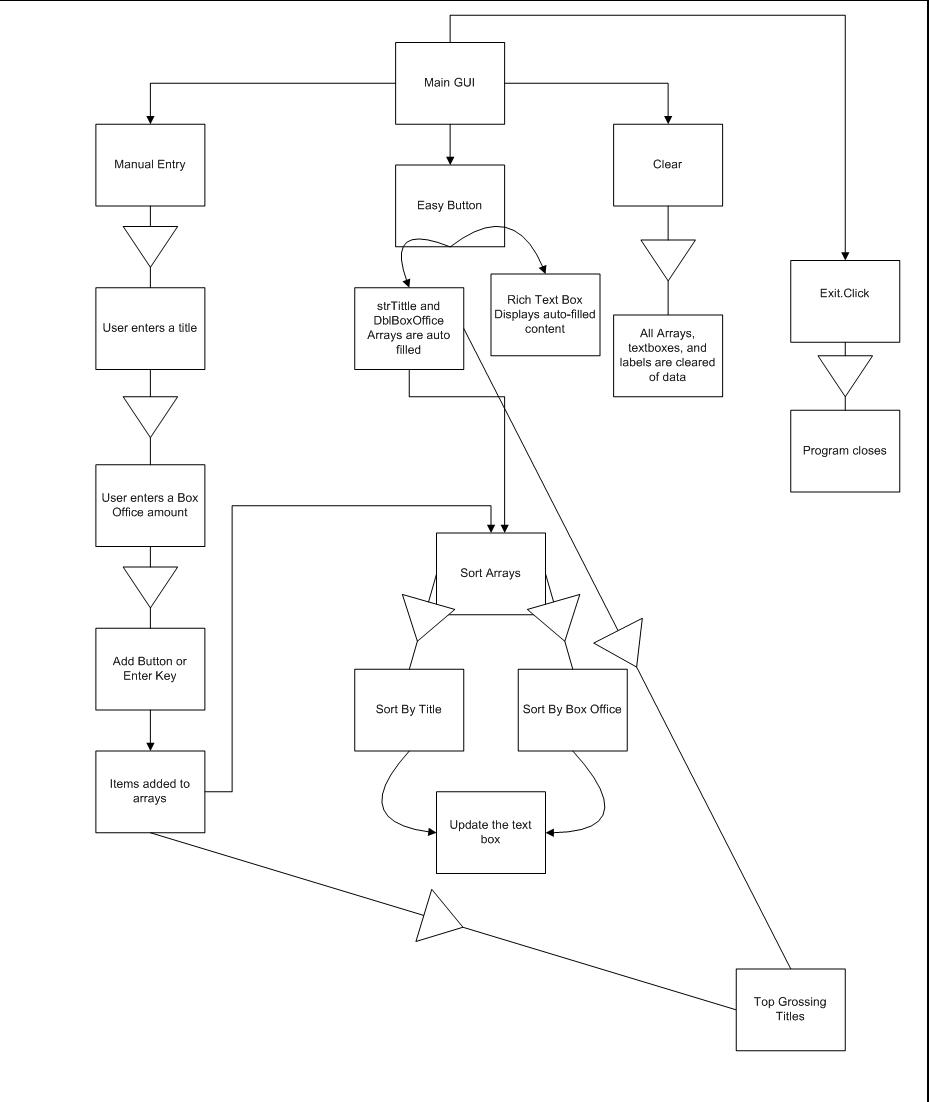 Main GUI
Manual Entry
Easy Button
Clear
strTittle and
DblBoxOffice
Arrays are auto
filled
Rich Text Box
Displays auto-filled
content
Exit.Click
User enters a title
All Arrays,
textboxes, and
labels are cleared
of data
Program closes
User enters a Box
Office amount
Sort Arrays
Add Button or
Enter Key
Sort By Title
Sort By Box Office
Items added to
arrays
Update the text
box
Top Grossing
Titles